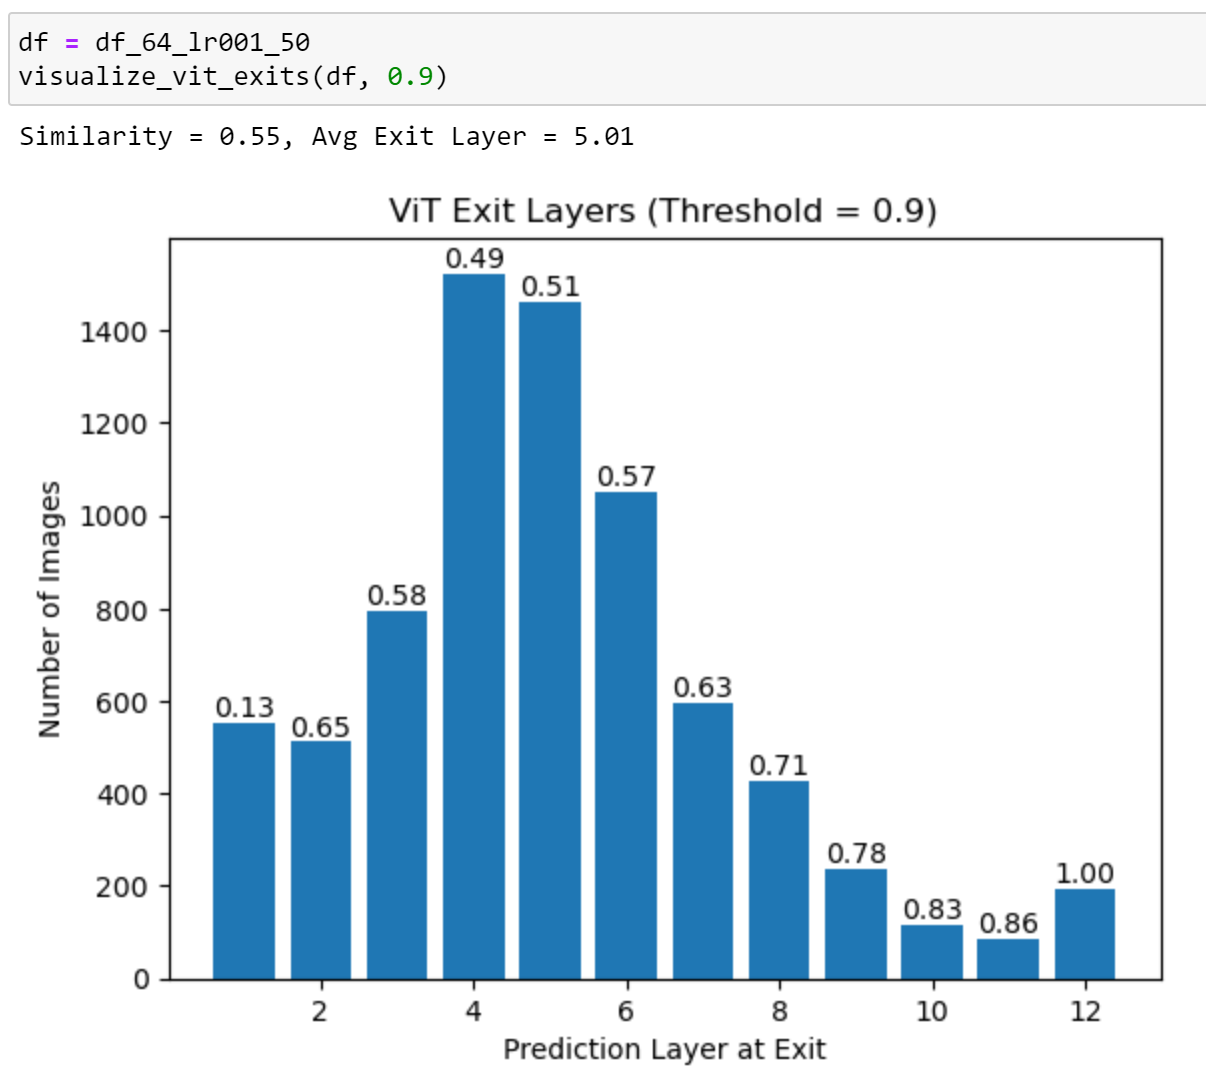 df = df_64_lr001_50
visualize_vit_exits(df, 0.9)
Similarity = 0.55, Avg Exit Layer = 5.01
ViT Exit Layers (Threshold = 0.9)
0.49
0.51
1400
1200
0.57
1000
0.58
800
0.63
0.13
0.65
600
0.71
400
0.78
1.00
0.83
0.86
200
0
Number of Images
2 4 6 8 10 12
Prediction Layer at Exit